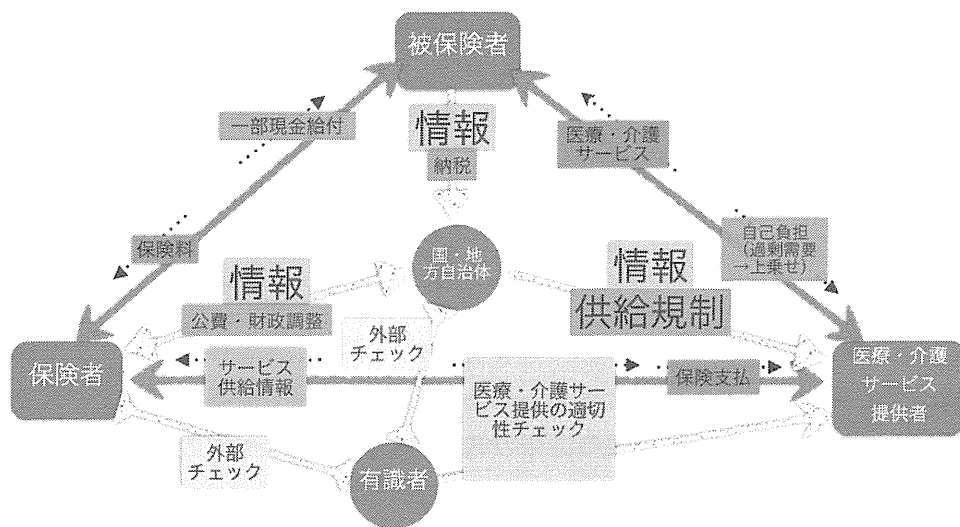 被保険者
一部現金給付
情報
納税
医療・介護
サービス
保険料
国・地
方自治体
自己負担
(過剰需要
→上乗せ)
情報
公費・財政調整
情報
供給規制
外部
チェック
保険者
サービス
供給情報
医療・介護サー
ビス提供の適切
性チェック
保険支払
医療・介護
サービス
提供者
外部
チェック
有識者